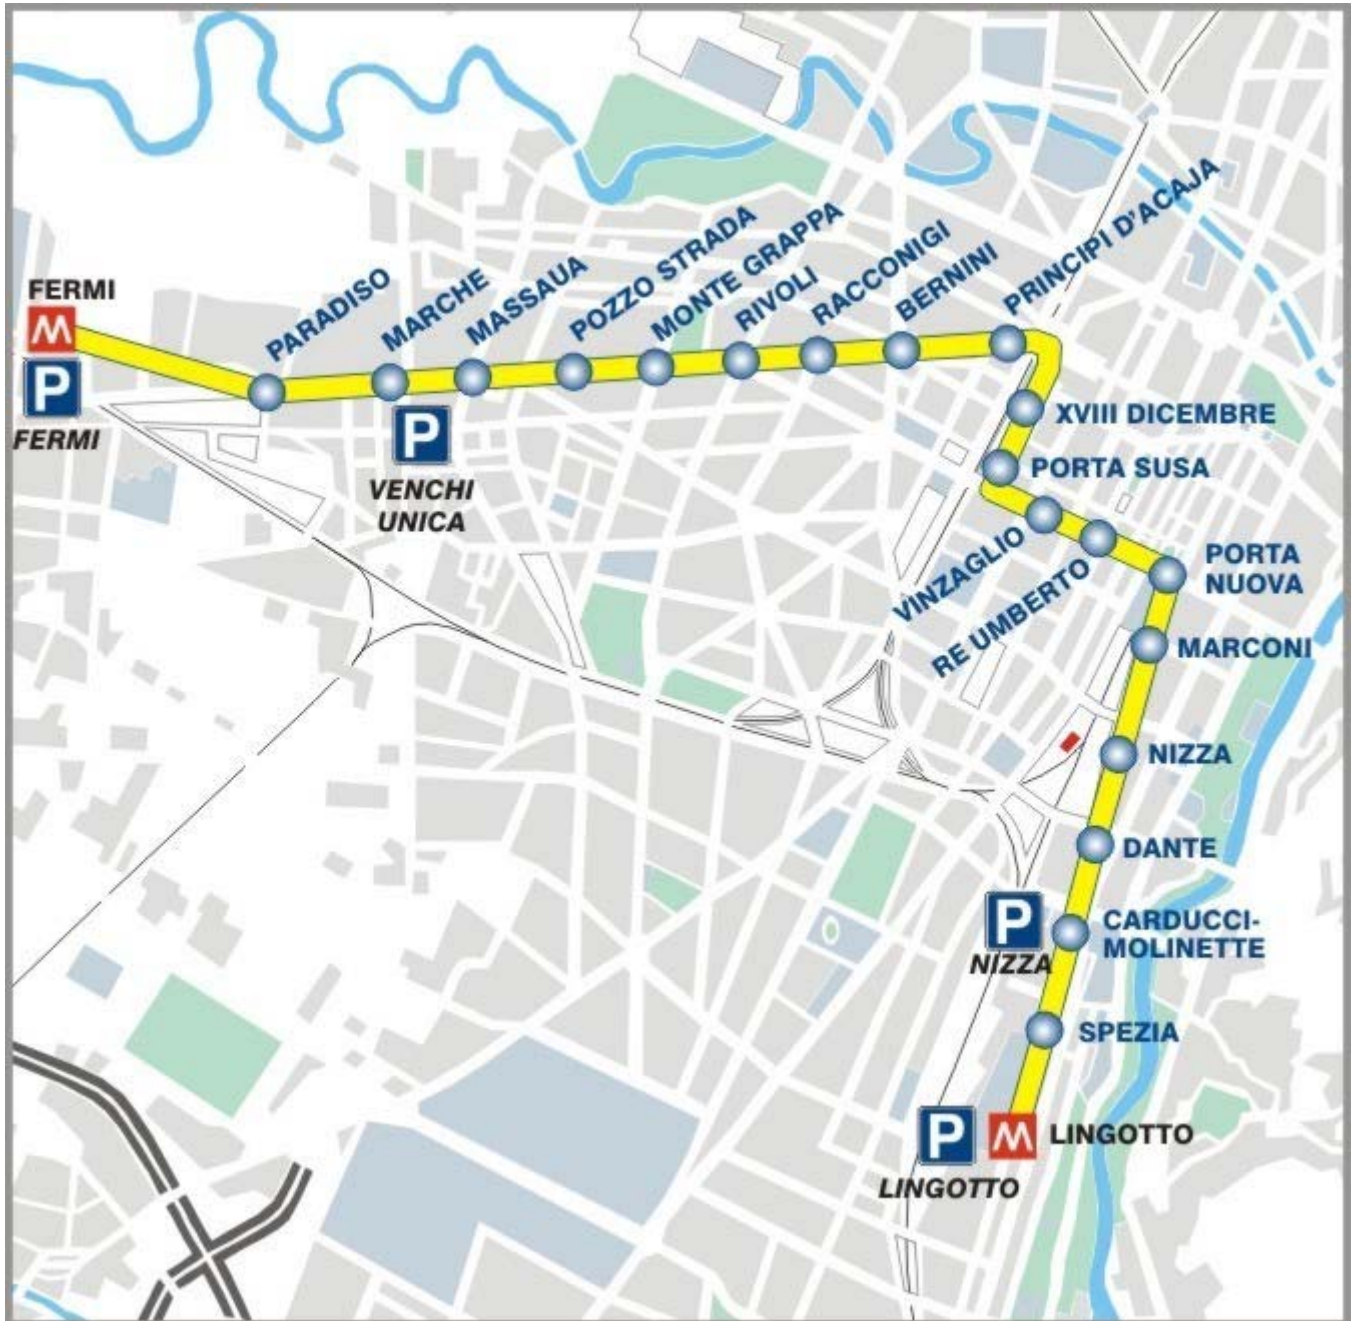 FERMI
M
P
FERMI
PARADISO
MARCHE
P
VENCHI
UNICA
MASSAUA
POZZO STRADA
MONTE GRAPPA
RIVOLI
RACCONIGI
BERNINI
PRINCIPI D'ACAJA
XVIII DICEMBRE
PORTA SUSA
VINZAGLIO
RE UMBERTO
PORTA
NUOVA
MARCONI
NIZZA
DANTE
P
NIZZA
CARDUCCI-
MOLINETTE
SPEZIA
P
M
LINGOTTO
LINGOTTO